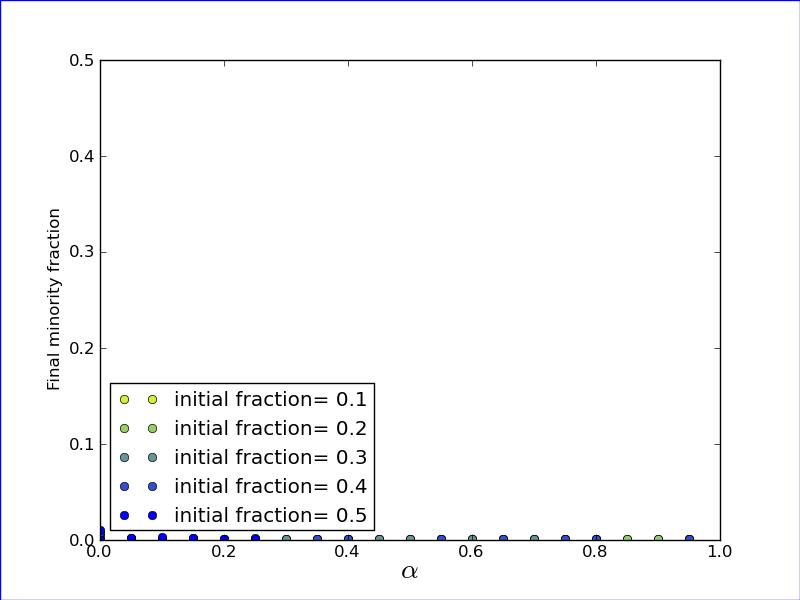 0.5
0.4
0.3
0.2
0.1
0.0
Final minority fraction
initial fraction= 0.1
initial fraction= 0.2
initial fraction= 0.3
initial fraction= 0.4
initial fraction= 0.5
0.0 0.2 0.4 0.6 0.8 1.0
α